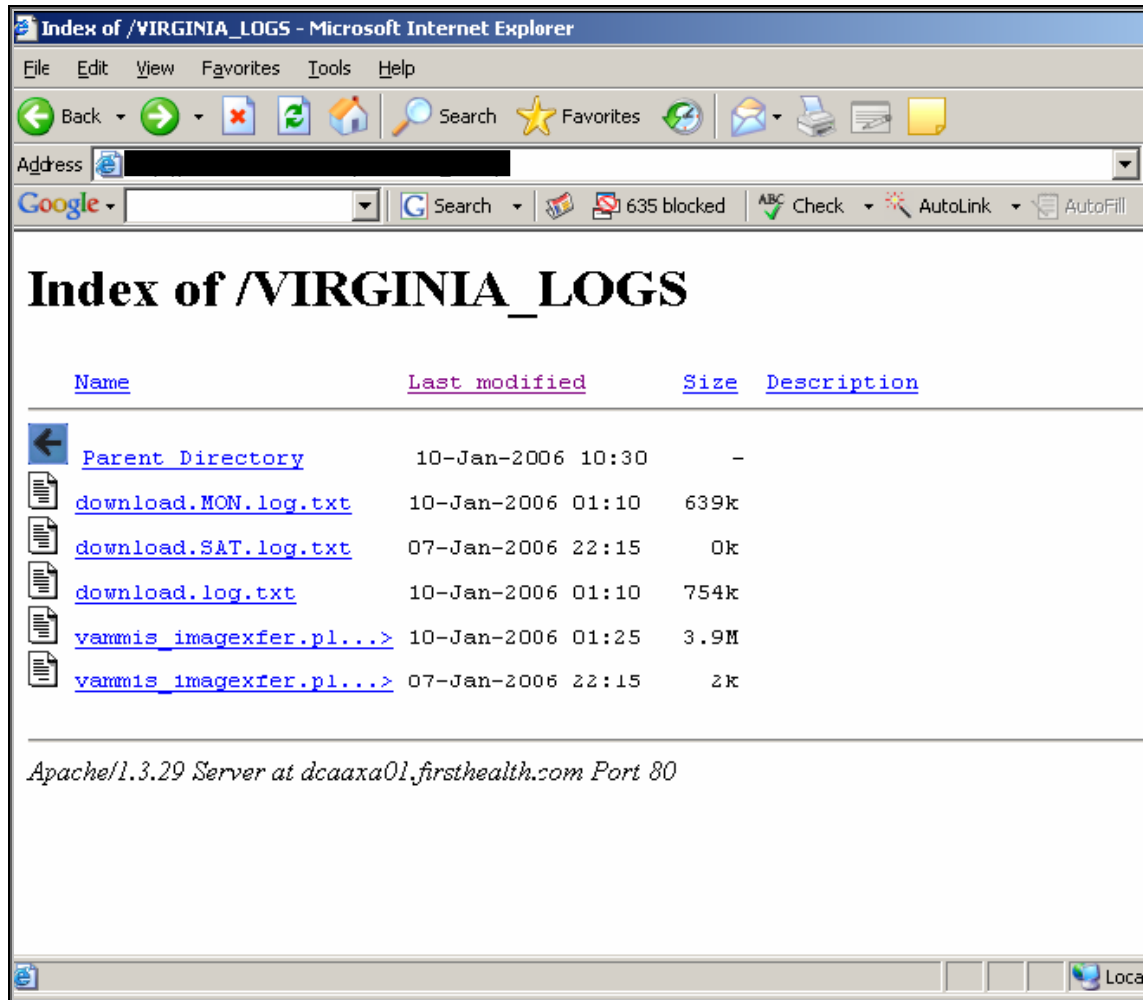 Index of /VIRGINIA_LOGS - Microsoft Internet Explorer
File Edit View Favorites Tools Help
Back Search Favorites
Address
Google Search 635 blocked ABC Check AutoLink AutoFill
Index of /VIRGINIA_LOGS
Name Last modified Size Description
Parent Directory 10-Jan-2006 10:30 -
download.MON.log.txt 10-Jan-2006 01:10 639k
download.SAT.log.txt 07-Jan-2006 22:15 0k
download.log.txt 10-Jan-2006 01:10 754k
vammis_imagexfer.pl...> 10-Jan-2006 01:25 3.9M
vammis_imagexfer.pl...> 07-Jan-2006 22:15 2k
Apache/1.3.29 Server at dcaaxa01.firsthealth.com Port 80
Loca